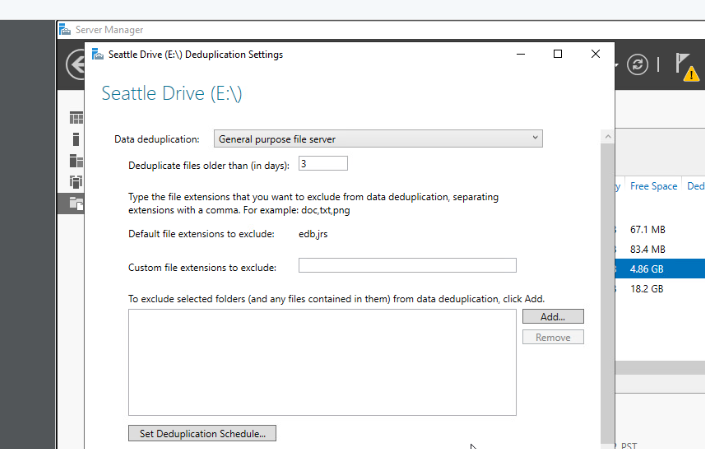 Server Manager
Seattle Drive (E:\) Deduplication Settings
Seattle Drive (E:\)
Data deduplication: General purpose file server
Deduplicate files older than (in days): 3
Type the file extensions that you want to exclude from data deduplication, separating
extensions with a comma. For example: doc,txt,png
Default file extensions to exclude: edb,jrs
Custom file extensions to exclude:
To exclude selected folders (and any files contained in them) from data deduplication, click Add.
Add...
Remove
Set Deduplication Schedule...
y Free Space Ded
67.1 MB
83.4 MB
4.86 GB
18.2 GB
PST